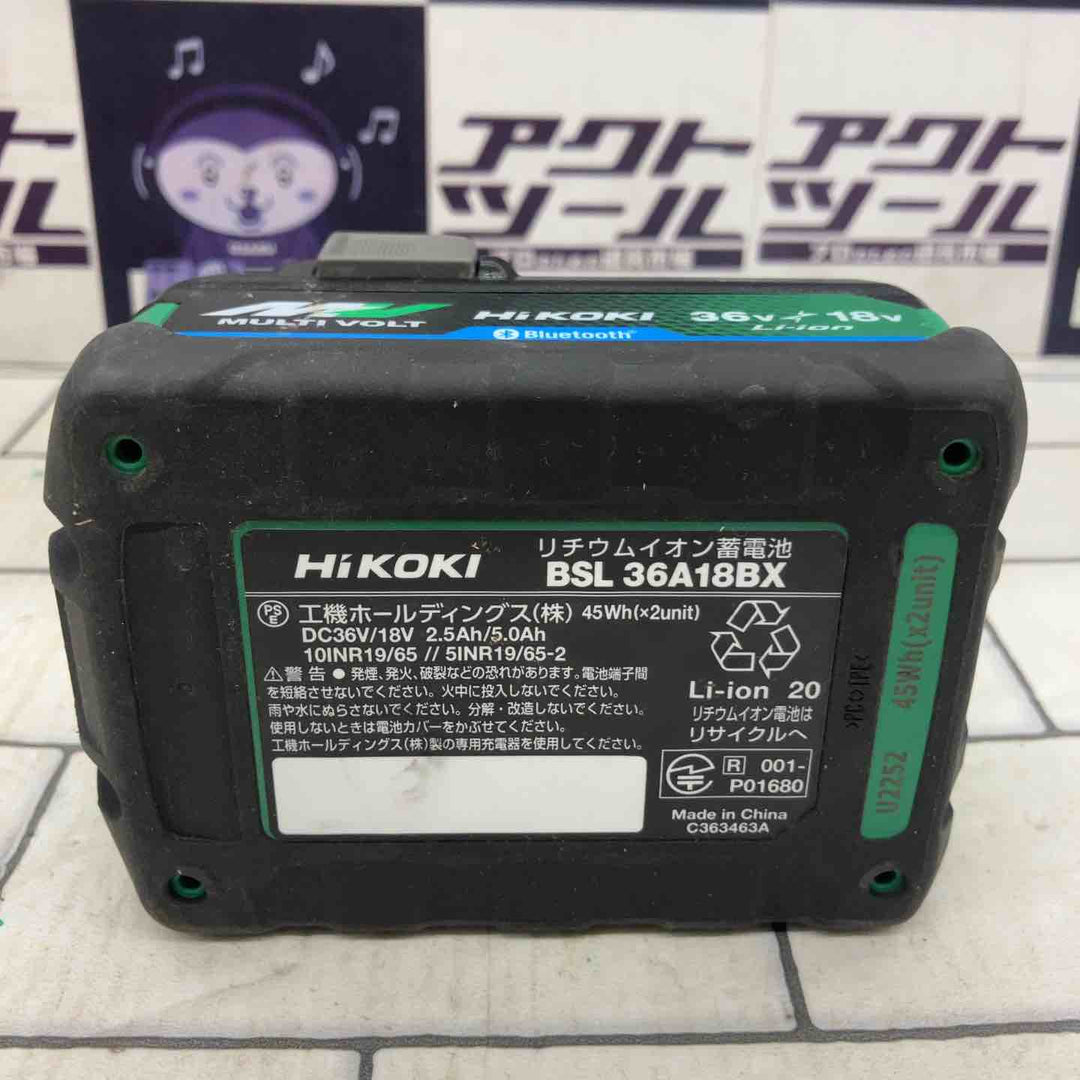 アクト
ツール
アクト
ツール
MULTI VOLT
HiKOKI
36V 18V
Li-ion
Bluetooth®
HiKOKI
リチウムイオン蓄電池
BSL 36A18BX
PSE 工機ホールディングス(株) 45Wh(×2unit)
DC36V/18V 2.5Ah/5.0Ah
10INR19/65 // 5INR19/65-2
⚠警告 ● 発煙、発火、破裂などの恐れがあります。電池端子間
を短絡させないでください。火中に投入しないでください。
雨や水にぬらさないでください。分解・改造しないでください。
使用しないときは電池カバーをかぶせてください。
工機ホールディングス(株)製の専用充電器を使用してください。
Li-ion 20
リチウムイオン電池は
リサイクルへ
R 001-
P01680
Made in China
C363463A
U2252 45Wh(x2unit)